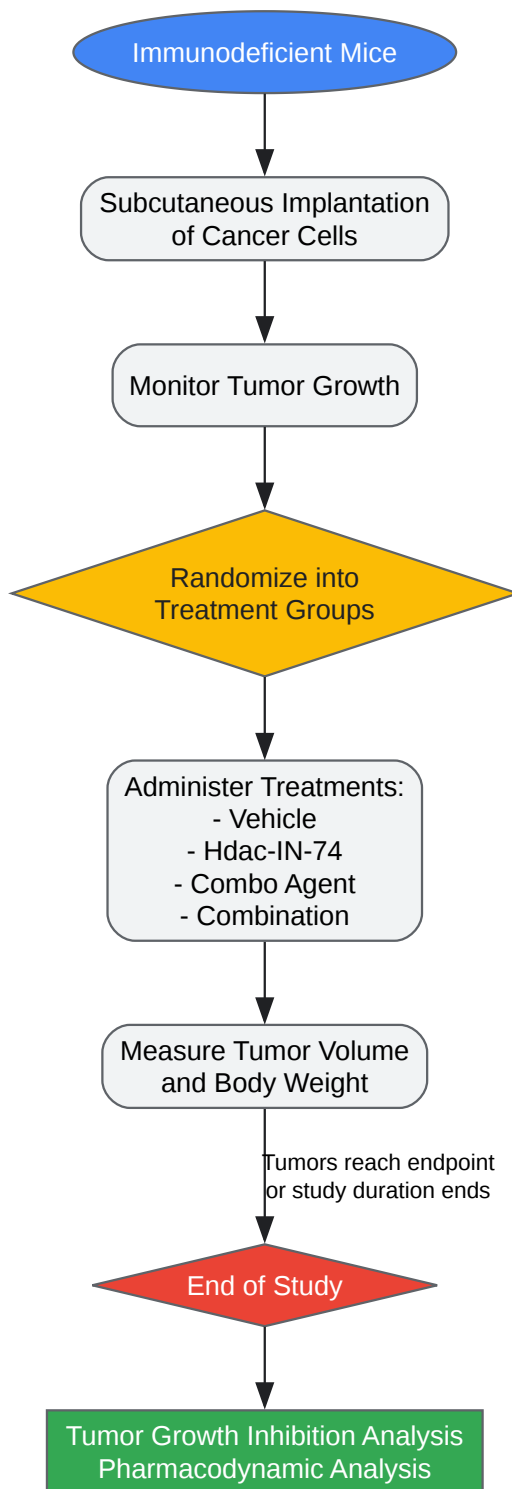 Immunodeficient Mice
Subcutaneous Implantation
of Cancer Cells
Monitor Tumor Growth
Randomize into
Treatment Groups
Administer Treatments:
- Vehicle
- Hdac-IN-74
- Combo Agent
- Combination
Measure Tumor Volume
and Body Weight
Tumors reach endpoint
or study duration ends
End of Study
Tumor Growth Inhibition Analysis
Pharmacodynamic Analysis